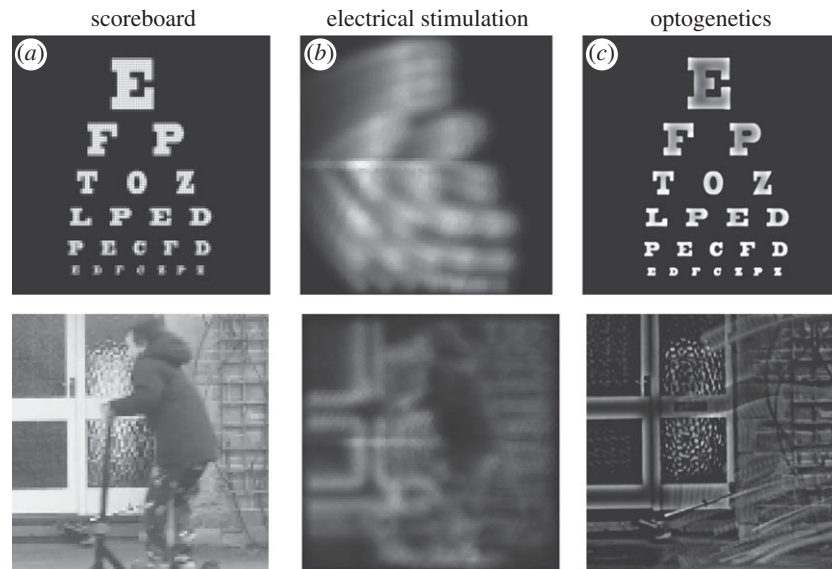 scoreboard electrical stimulation optogenetics
(a) (b) (c)
E
F P
T O Z
L P E D
P E C F D
E D F C Z P Z
E
F P
T O Z
L P E D
P E C F D
E D F C Z P Z